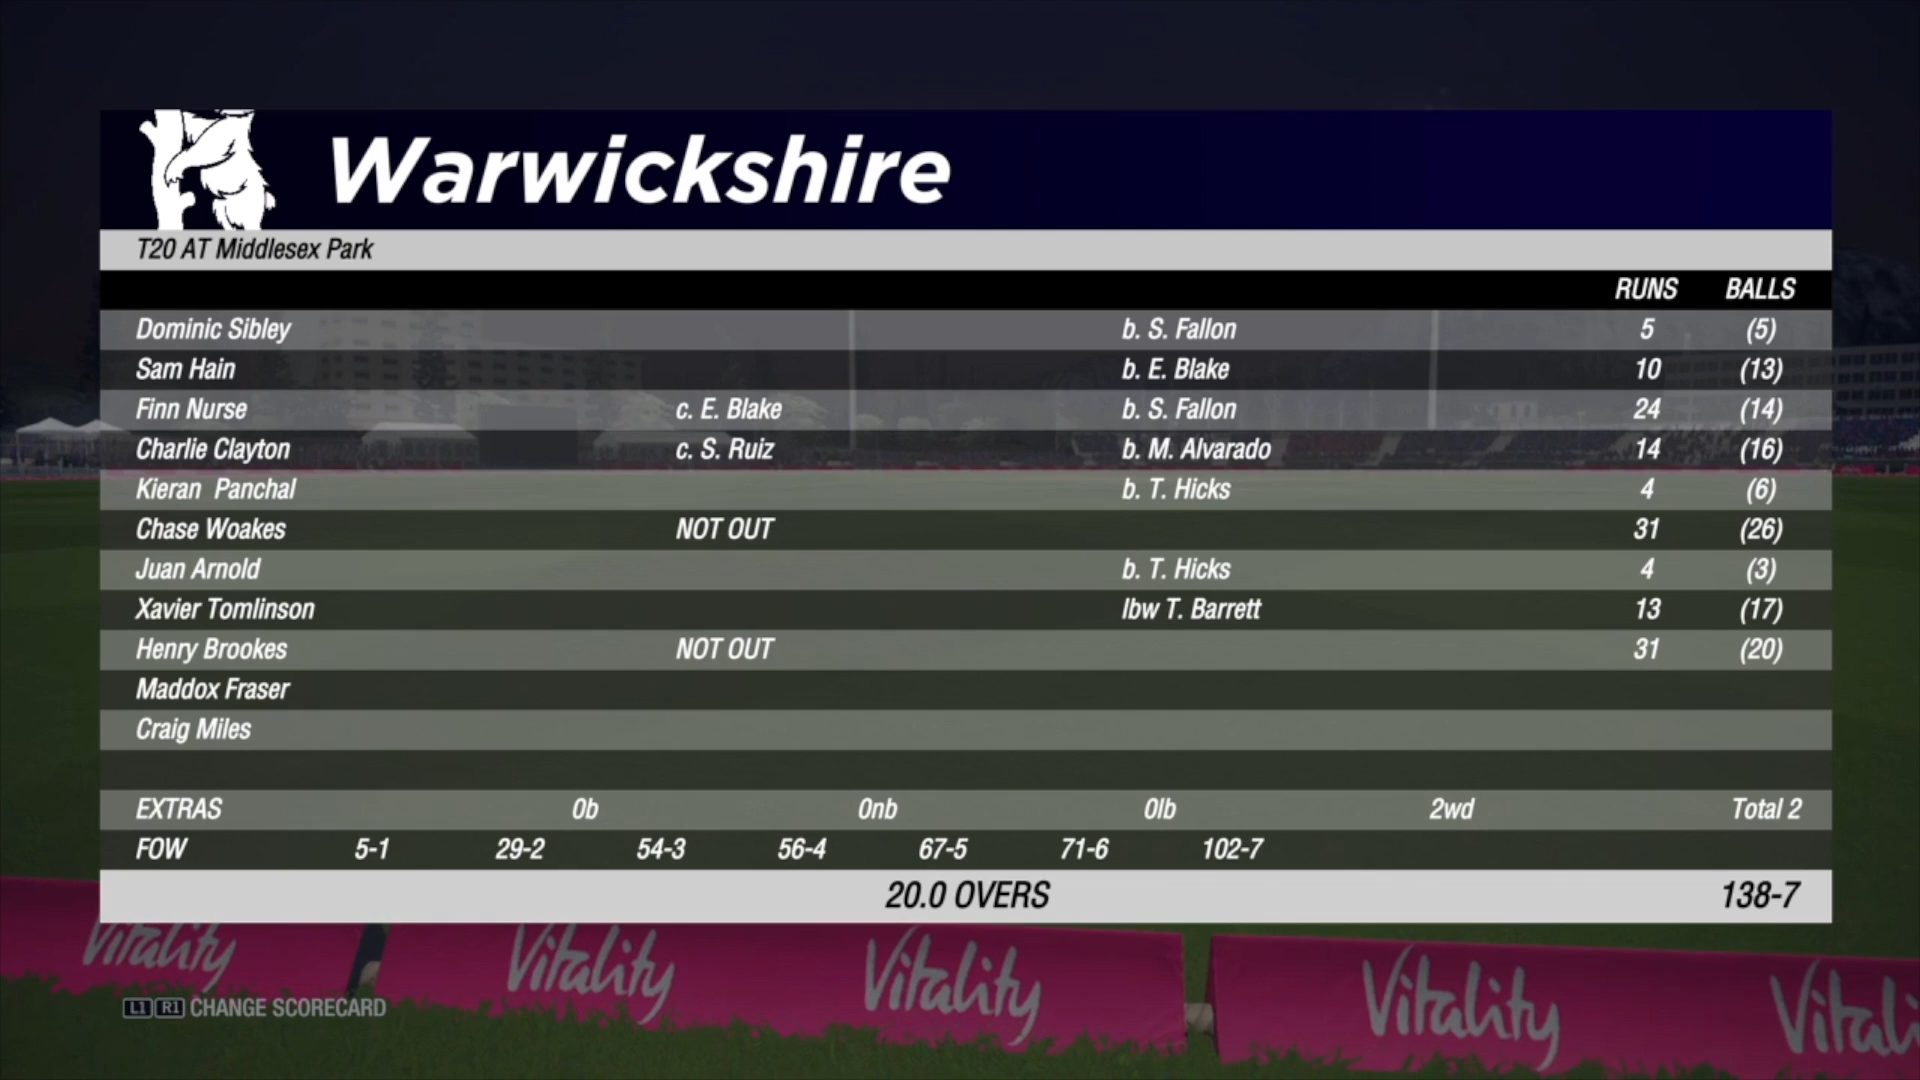 Warwickshire
T20 AT Middlesex Park
RUNS BALLS
Dominic Sibley b. S. Fallon 5 (5)
Sam Hain b. E. Blake 10 (13)
Finn Nurse c. E. Blake b. S. Fallon 24 (14)
Charlie Clayton c. S. Ruiz b. M. Alvarado 14 (16)
Kieran Panchal b. T. Hicks 4 (6)
Chase Woakes NOT OUT 31 (26)
Juan Arnold b. T. Hicks 4 (3)
Xavier Tomlinson lbw T. Barrett 13 (17)
Henry Brookes NOT OUT 31 (20)
Maddox Fraser
Craig Miles
EXTRAS 0b 0nb 0lb 2wd Total 2
FOW 5-1 29-2 54-3 56-4 67-5 71-6 102-7
20.0 OVERS 138-7
Vitality Vitality Vitality Vitality Vitali
L1 R1 CHANGE SCORECARD